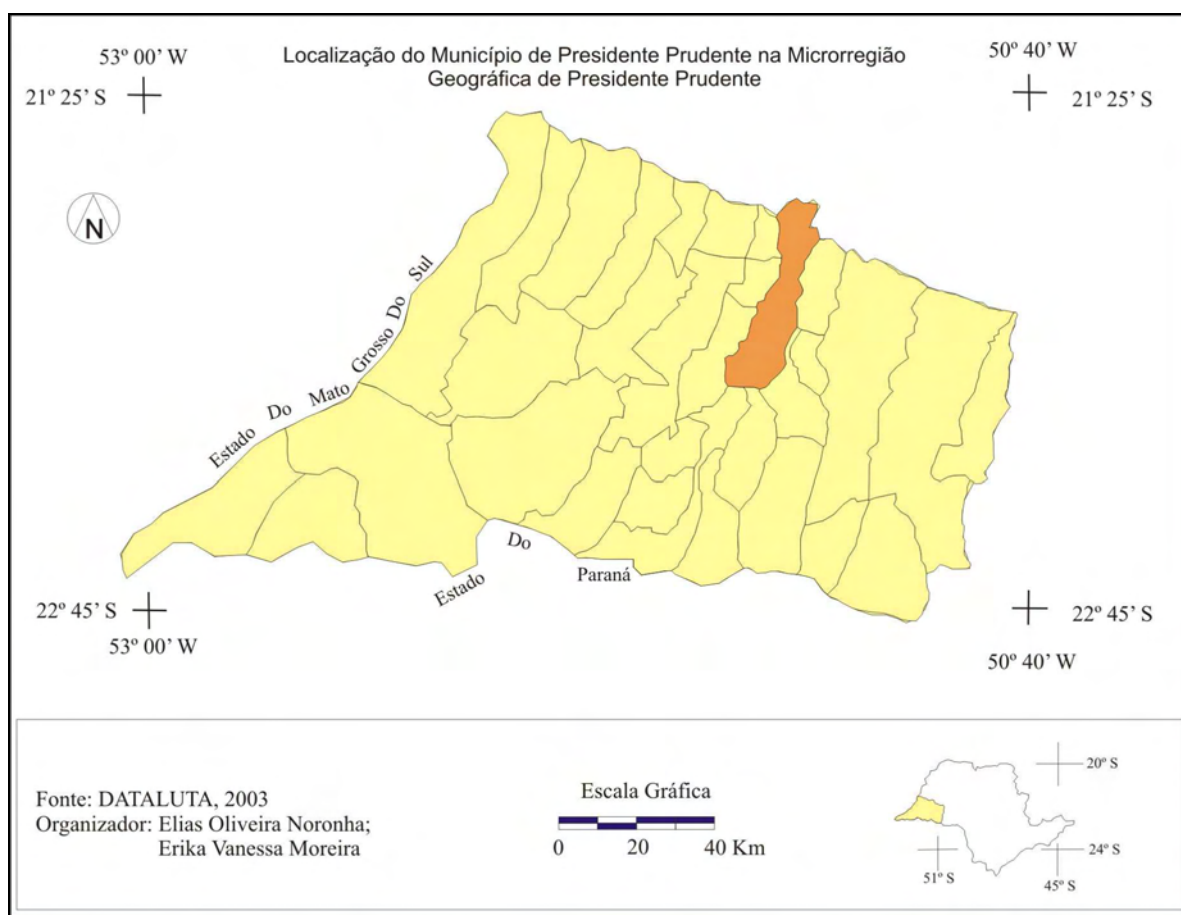 Localização do Município de Presidente Prudente na Microrregião
Geográfica de Presidente Prudente
53º 00’ W
50º 40’ W
21º 25’ S
21º 25’ S
N
Estado Do Mato Grosso Do Sul
Estado Do Paraná
22º 45’ S
22º 45’ S
53º 00’ W
50º 40’ W
Fonte: DATALUTA, 2003
Organizador: Elias Oliveira Noronha;
Erika Vanessa Moreira
Escala Gráfica
0 20 40 Km
20º S
24º S
51º S
45º S